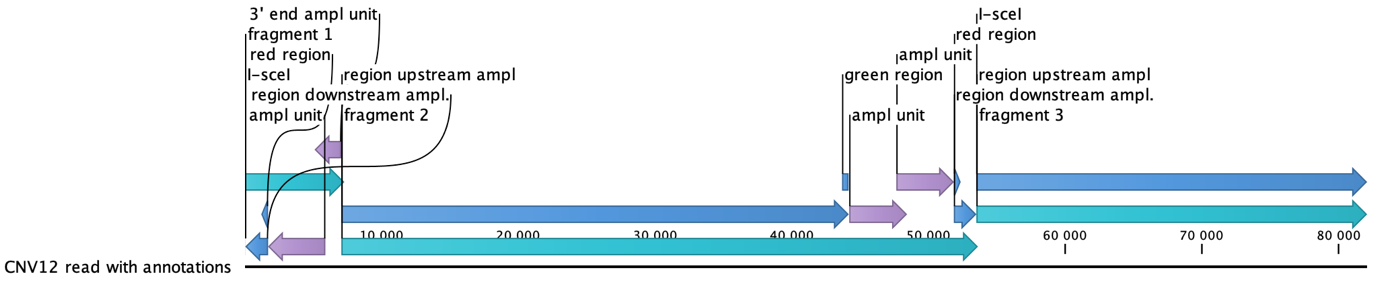 3' end ampl unit
I-sceI
fragment 1
red region
red region
ampl unit
I-sceI
region upstream ampl
green region
region upstream ampl
region downstream ampl.
region downstream ampl.
ampl unit
fragment 2
ampl unit
fragment 3
10 000
20 000
30 000
40 000
50 000
60 000
70 000
80 000
CNV12 read with annotations